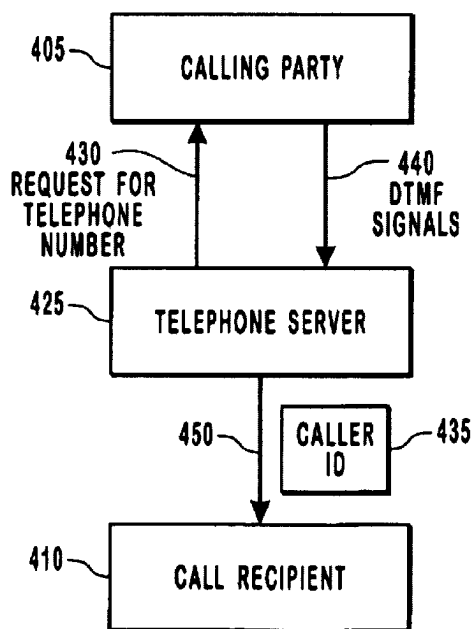 405
CALLING PARTY
430
REQUEST FOR
TELEPHONE
NUMBER
440
DTMF
SIGNALS
425
TELEPHONE SERVER
450
CALLER
ID
435
410
CALL RECIPIENT